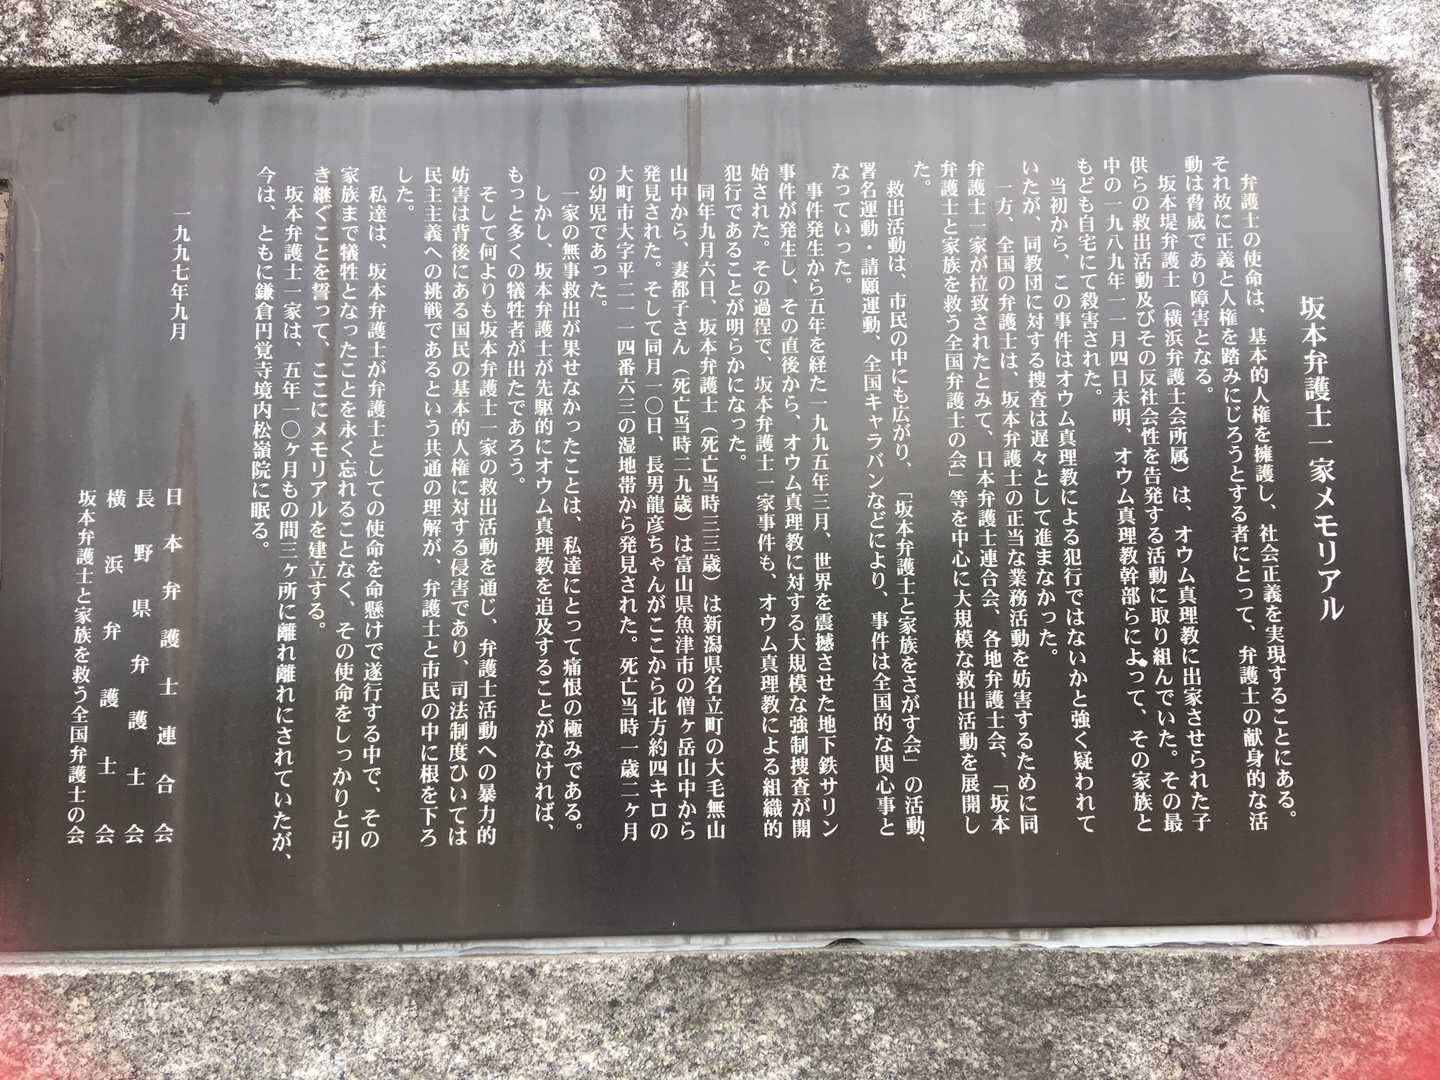 坂本弁護士一家メモリアル
弁護士の使命は、基本的人権を擁護し、社会正義を実現することにある。
それ故に正義と人権を踏みにじろうとする者にとって、弁護士の献身的な活
動は脅威であり障害となる。
坂本堤弁護士（横浜弁護士会所属）は、オウム真理教に出家させられた子
供らの救出活動及びその反社会性を告発する活動に取り組んでいた。その最
中の一九八九年一一月四日未明、オウム真理教幹部らによって、その家族と
もども自宅にて殺害された。
当初から、この事件はオウム真理教による犯行ではないかと強く疑われて
いたが、同教団に対する捜査は遅々として進まなかった。
一方、全国の弁護士は、坂本弁護士の正当な業務活動を妨害するために同
弁護士一家が拉致されたとみて、日本弁護士連合会、各地弁護士会、「坂本
弁護士と家族を救う全国弁護士の会」等を中心に大規模な救出活動を展開し
た。
救出活動は、市民の中にも広がり、「坂本弁護士と家族をさがす会」の活動、
署名運動・請願運動、全国キャラバンなどにより、事件は全国的な関心事と
なっていった。
事件発生から五年を経た一九九五年三月、世界を震撼させた地下鉄サリン
事件が発生し、その直後から、オウム真理教に対する大規模な強制捜査が開
始された。その過程で、坂本弁護士一家事件も、オウム真理教による組織的
犯行であることが明らかになった。
同年九月六日、坂本弁護士（死亡当時三三歳）は新潟県名立町の大毛無山
山中から、妻都子さん（死亡当時二九歳）は富山県魚津市の僧ヶ岳山中から
発見された。そして同月一〇日、長男龍彦ちゃんがここから北方約四キロの
大町市大字平二一一四番六三の湿地帯から発見された。死亡当時一歳二ヶ月
の幼児であった。
一家の無事救出が果せなかったことは、私達にとって痛恨の極みである。
しかし、坂本弁護士が先駆的にオウム真理教を追及することがなければ、
もっと多くの犠牲者が出たであろう。
そして何よりも坂本弁護士一家の救出活動を通じ、弁護士活動への暴力的
妨害は背後にある国民の基本的人権に対する侵害であり、司法制度ひいては
民主主義への挑戦であるという共通の理解が、弁護士と市民の中に根を下ろ
した。
私達は、坂本弁護士が弁護士としての使命を命懸けで遂行する中で、その
家族まで犠牲となったことを永く忘れることなく、その使命をしっかりと引
き継ぐことを誓って、ここにメモリアルを建立する。
坂本弁護士一家は、五年一〇ヶ月もの間三ヶ所に離れ離れにされていたが、
今は、ともに鎌倉円覚寺境内松嶺院に眠る。
一九九七年九月
日本弁護士連合会
長野県弁護士会
横浜弁護士会
坂本弁護士と家族を救う全国弁護士の会